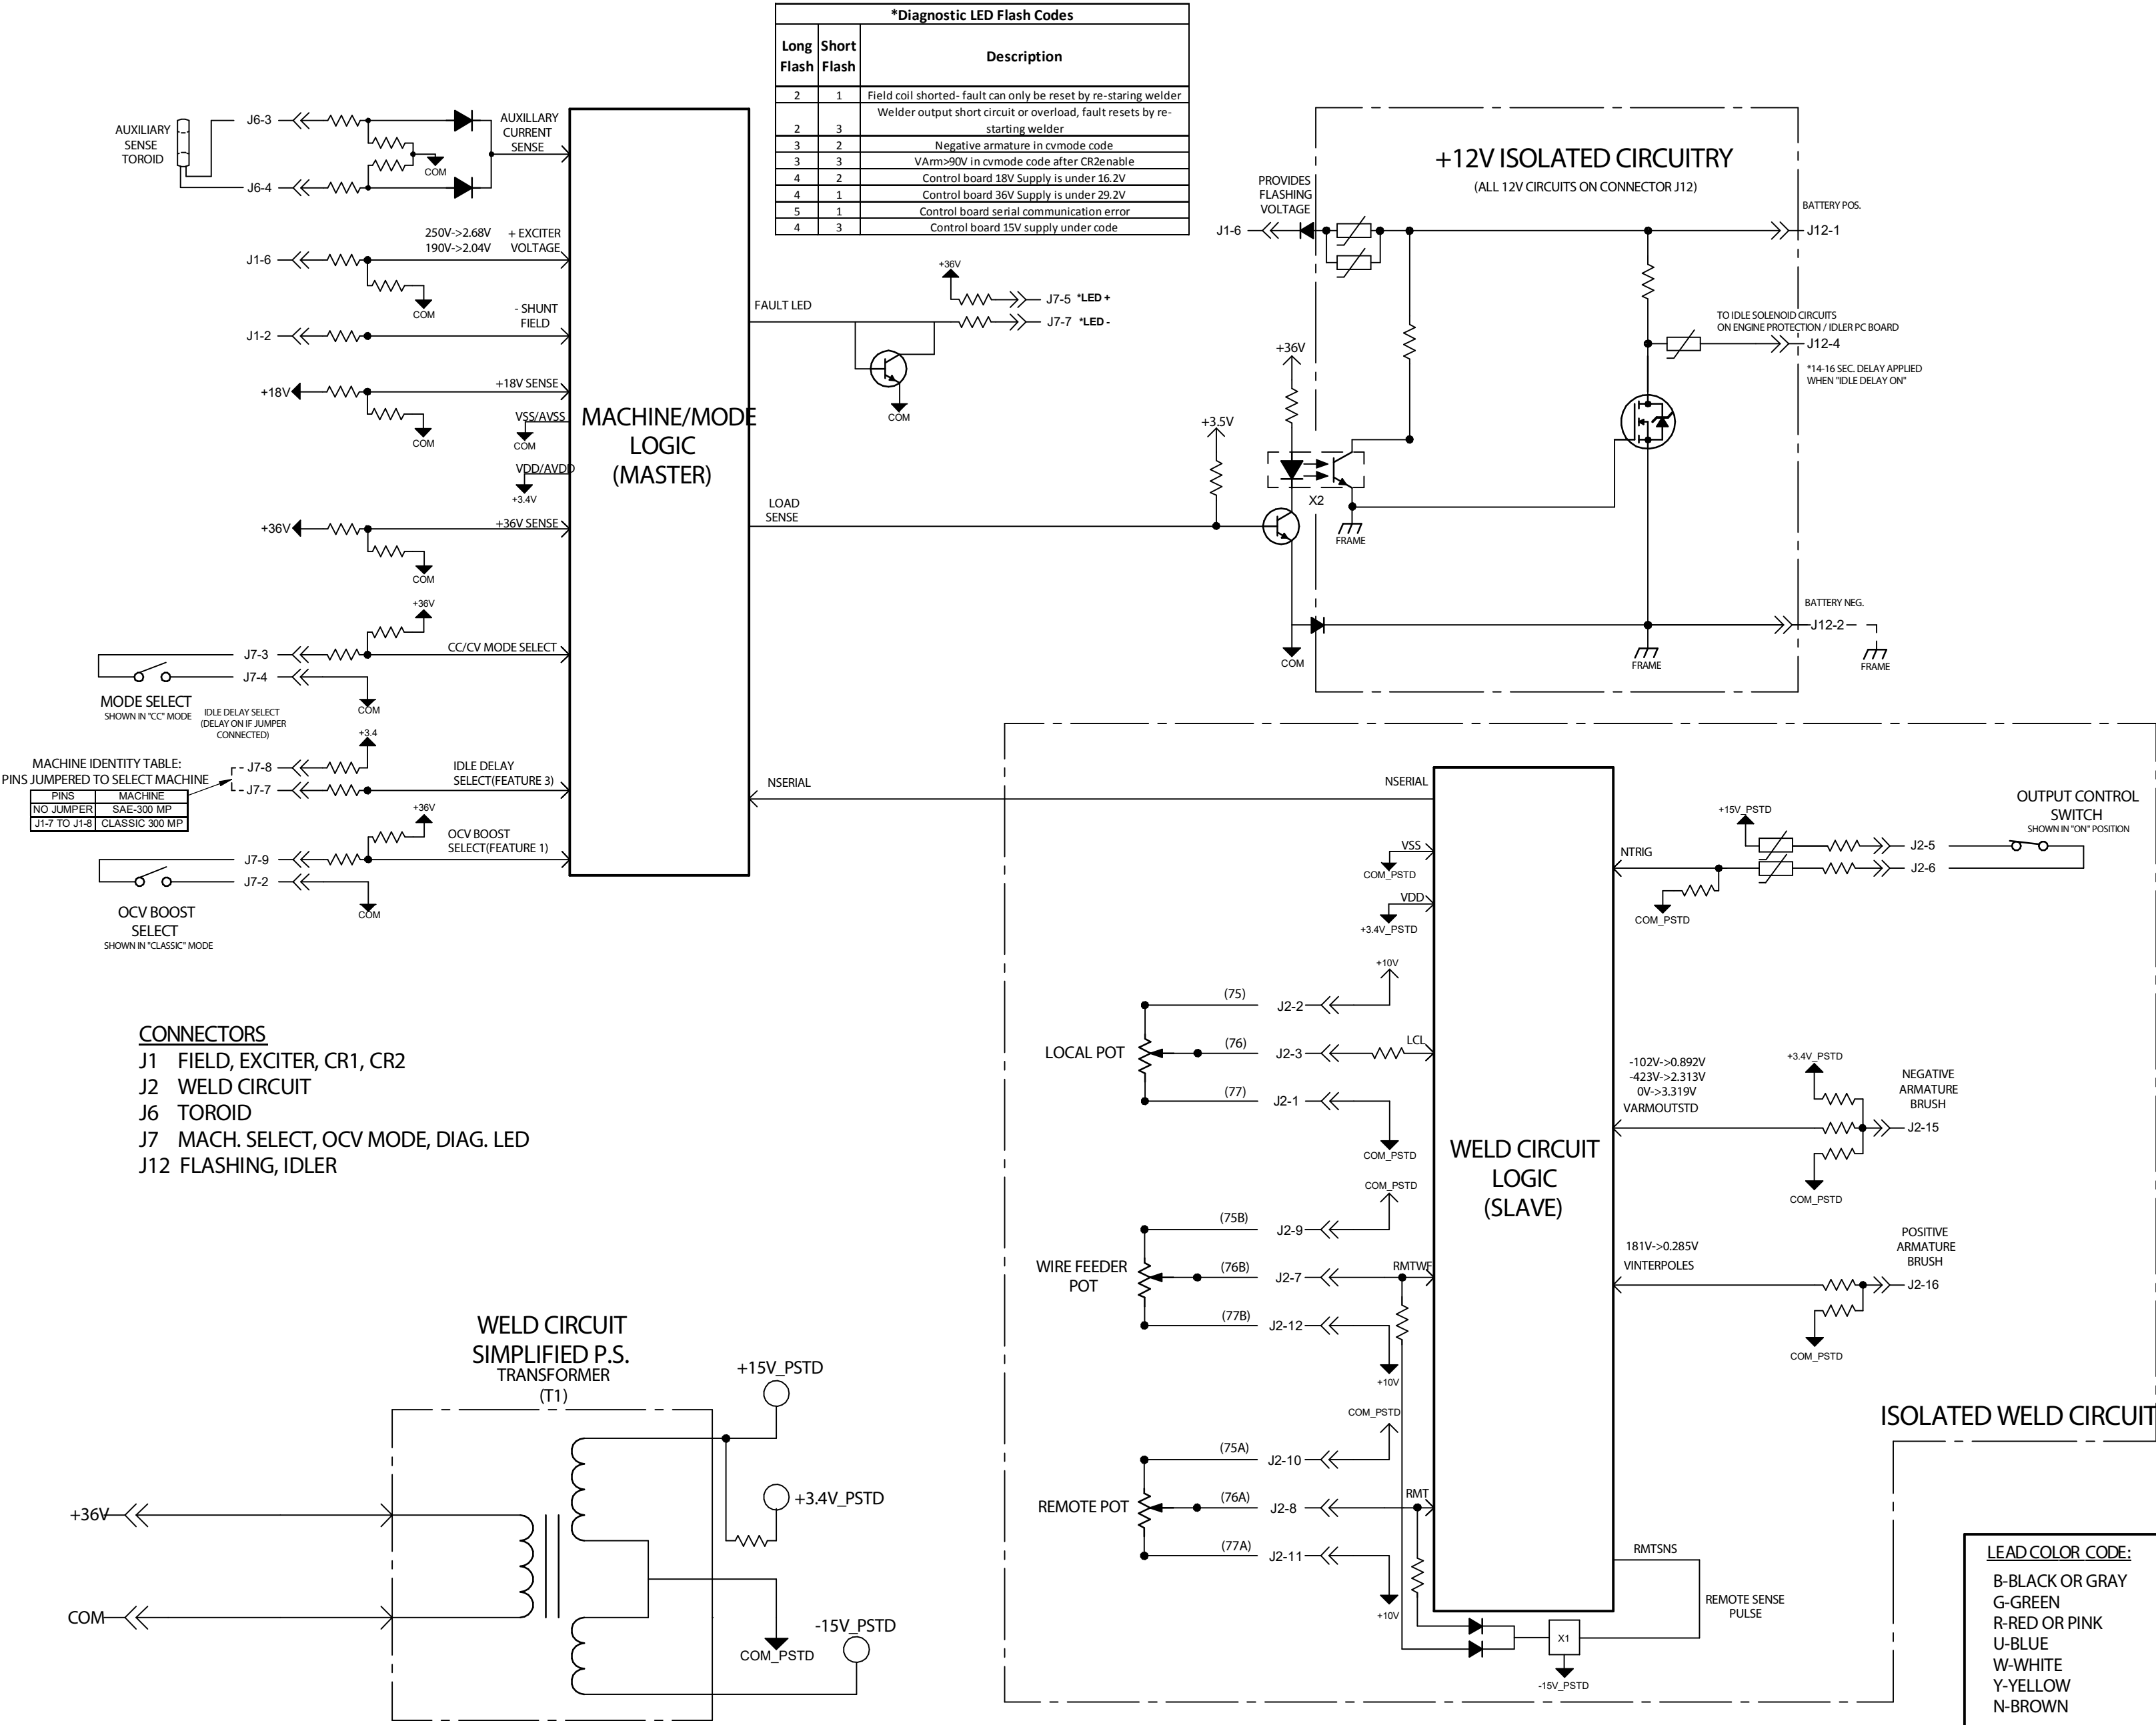 *Diagnostic LED Flash Codes
Long Flash Short Flash Description
2 1 Field coil shorted- fault can only be reset by re-staring welder
Welder output short circuit or overload, fault resets by re-
2 3 starting welder
3 2 Negative armature in cvmode code
3 3 VArm>90V in cvmode code after CR2enable
4 2 Control board 18V Supply is under 16.2V
4 1 Control board 36V Supply is under 29.2V
5 1 Control board serial communication error
4 3 Control board 15V supply under code
AUXILIARY
SENSE
TOROID
J6-3
J6-4
COM
AUXILLARY
CURRENT
SENSE
250V->2.68V
190V->2.04V
+ EXCITER
VOLTAGE
J1-6
COM
- SHUNT
FIELD
J1-2
+18V
+18V SENSE
COM
VSS/AVSS
COM
VDD/AVDD
+3.4V
+36V
+36V SENSE
COM
+36V
J7-3
CC/CV MODE SELECT
J7-4
COM
MODE SELECT
SHOWN IN "CC" MODE
IDLE DELAY SELECT
(DELAY ON IF JUMPER
CONNECTED)
+3.4
MACHINE IDENTITY TABLE:
PINS JUMPERED TO SELECT MACHINE
PINS MACHINE
NO JUMPER SAE-300 MP
J1-7 TO J1-8 CLASSIC 300 MP
J7-8
J7-7
IDLE DELAY
SELECT(FEATURE 3)
+36V
OCV BOOST
SELECT(FEATURE 1)
J7-9
J7-2
COM
OCV BOOST
SELECT
SHOWN IN "CLASSIC" MODE
MACHINE/MODE
LOGIC
(MASTER)
FAULT LED
+36V
J7-5 *LED +
J7-7 *LED -
COM
LOAD
SENSE
NSERIAL
+3.5V
+12V ISOLATED CIRCUITRY
(ALL 12V CIRCUITS ON CONNECTOR J12)
PROVIDES
FLASHING
VOLTAGE
J1-6
BATTERY POS.
J12-1
TO IDLE SOLENOID CIRCUITS
ON ENGINE PROTECTION / IDLER PC BOARD
J12-4
*14-16 SEC. DELAY APPLIED
WHEN "IDLE DELAY ON"
+36V
X2
FRAME
COM
BATTERY NEG.
J12-2
FRAME
FRAME
CONNECTORS
J1 FIELD, EXCITER, CR1, CR2
J2 WELD CIRCUIT
J6 TOROID
J7 MACH. SELECT, OCV MODE, DIAG. LED
J12 FLASHING, IDLER
WELD CIRCUIT
SIMPLIFIED P.S.
TRANSFORMER
(T1)
+15V_PSTD
+3.4V_PSTD
+36V
COM
COM_PSTD
-15V_PSTD
NSERIAL
VSS
COM_PSTD
VDD
+3.4V_PSTD
WELD CIRCUIT
LOGIC
(SLAVE)
+10V
(75)
J2-2
LOCAL POT
(76)
J2-3
LCL
(77)
J2-1
COM_PSTD
COM_PSTD
(75B)
J2-9
WIRE FEEDER
POT
(76B)
J2-7
RMTWF
(77B)
J2-12
+10V
COM_PSTD
(75A)
J2-10
REMOTE POT
(76A)
J2-8
RMT
(77A)
J2-11
+10V
+15V_PSTD
NTRIG
COM_PSTD
J2-5
J2-6
OUTPUT CONTROL
SWITCH
SHOWN IN "ON" POSITION
-102V->0.892V
-423V->2.313V
0V->3.319V
VARMOUTSTD
+3.4V_PSTD
NEGATIVE
ARMATURE
BRUSH
J2-15
COM_PSTD
181V->0.285V
VINTERPOLES
POSITIVE
ARMATURE
BRUSH
J2-16
COM_PSTD
ISOLATED WELD CIRCUIT
RMTSNS
REMOTE SENSE
PULSE
X1
-15V_PSTD
LEAD COLOR CODE:
B-BLACK OR GRAY
G-GREEN
R-RED OR PINK
U-BLUE
W-WHITE
Y-YELLOW
N-BROWN